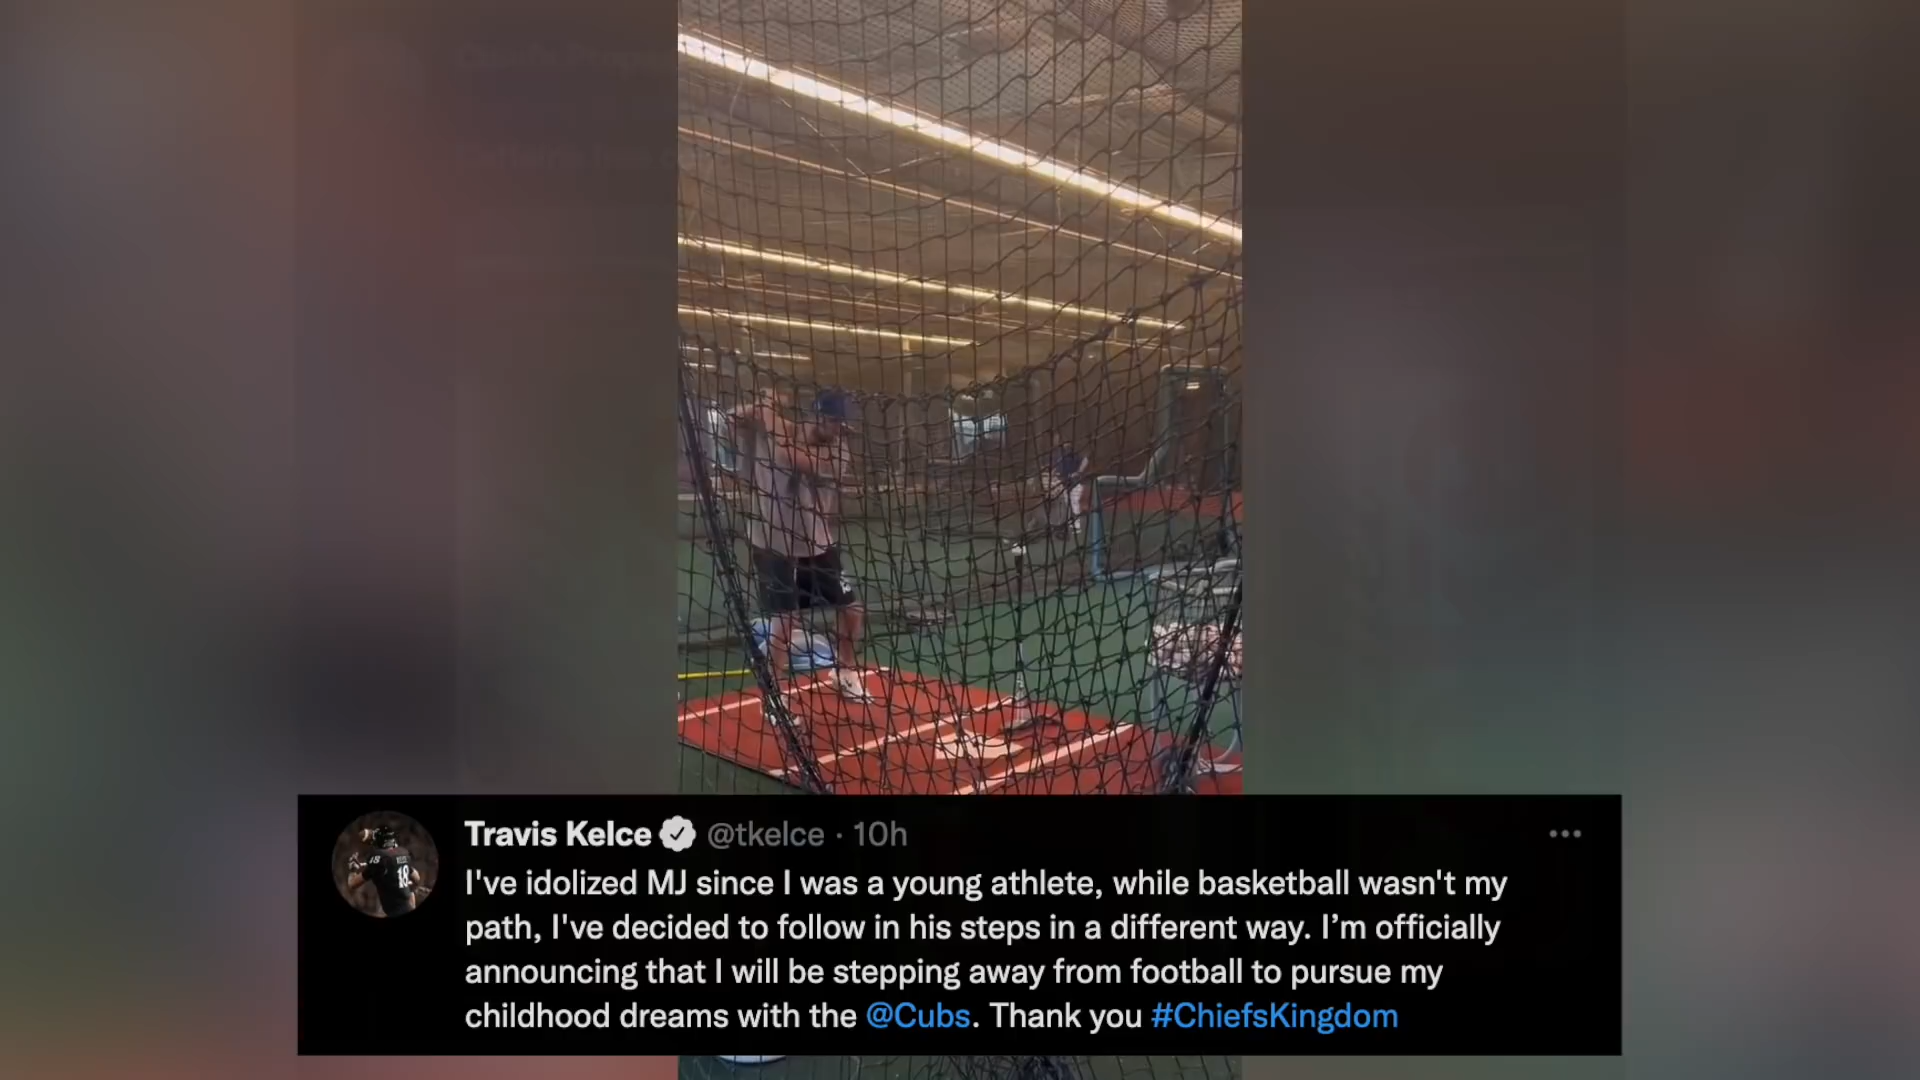 Travis Kelce @tkelce · 10h
I've idolized MJ since I was a young athlete, while basketball wasn't my
path, I've decided to follow in his steps in a different way. I’m officially
announcing that I will be stepping away from football to pursue my
childhood dreams with the @Cubs. Thank you #ChiefsKingdom
18